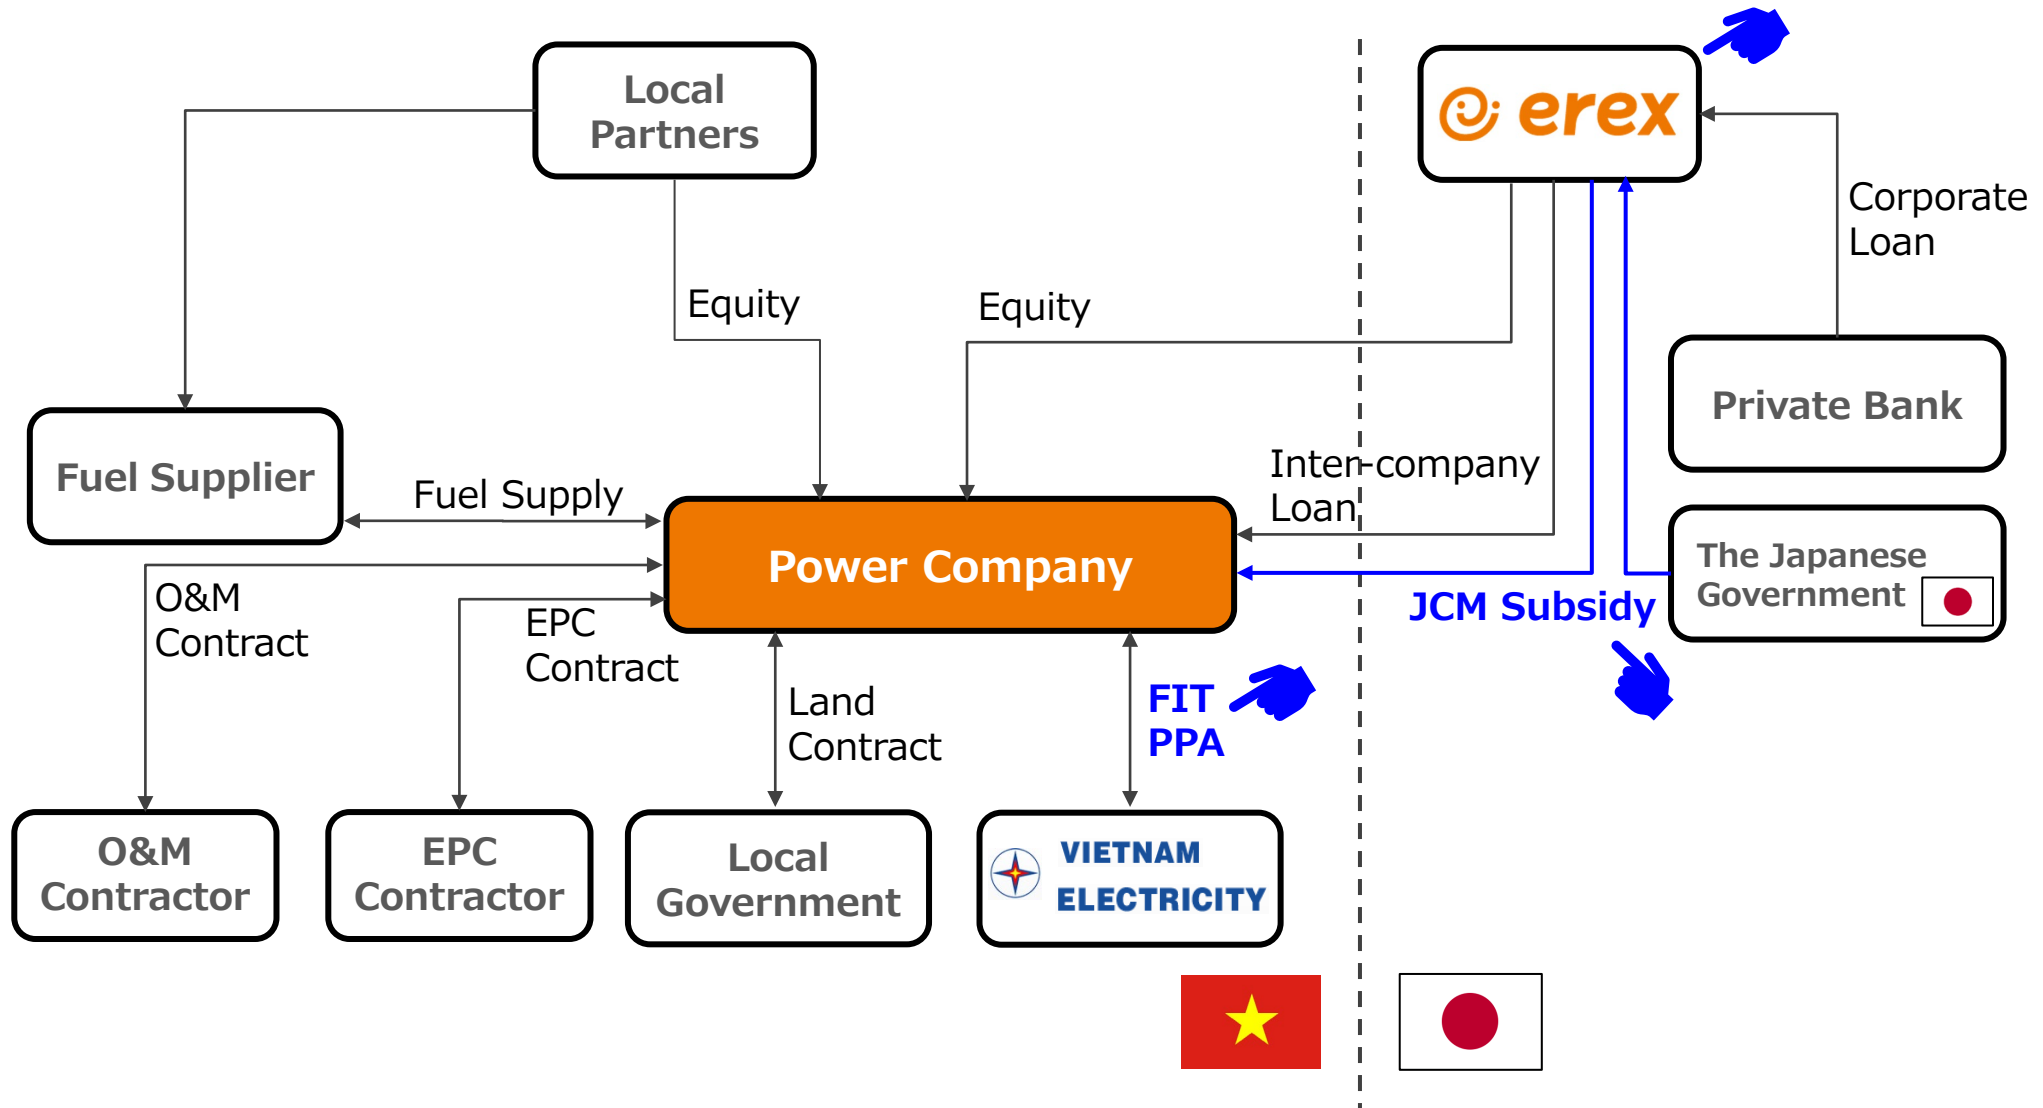 Local
Partners
erex
Corporate
Loan
Equity
Equity
Private Bank
Fuel Supplier
Fuel Supply
Inter-company
Loan
Power Company
The Japanese
Government
JCM Subsidy
O&M
Contract
EPC
Contract
Land
Contract
FIT
PPA
O&M
Contractor
EPC
Contractor
Local
Government
VIETNAM
ELECTRICITY